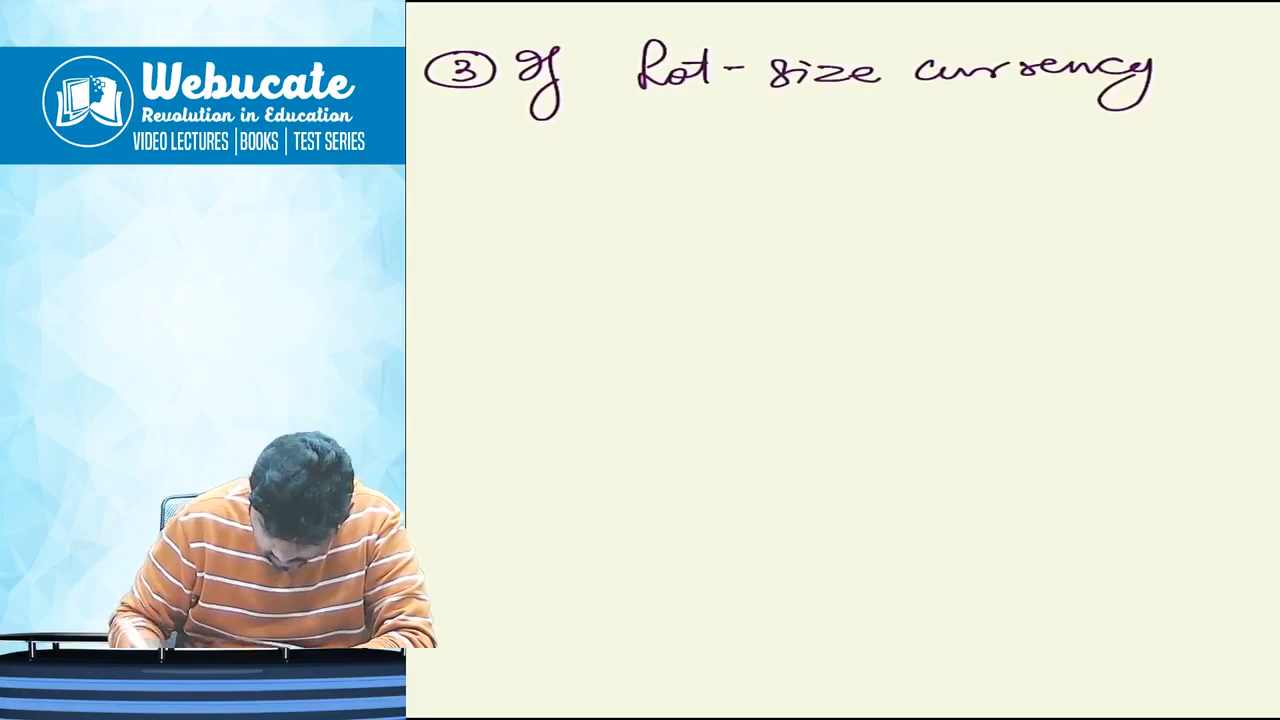 Webucate
Revolution in Education
VIDEO LECTURES | BOOKS | TEST SERIES
③ If Lot-size currency